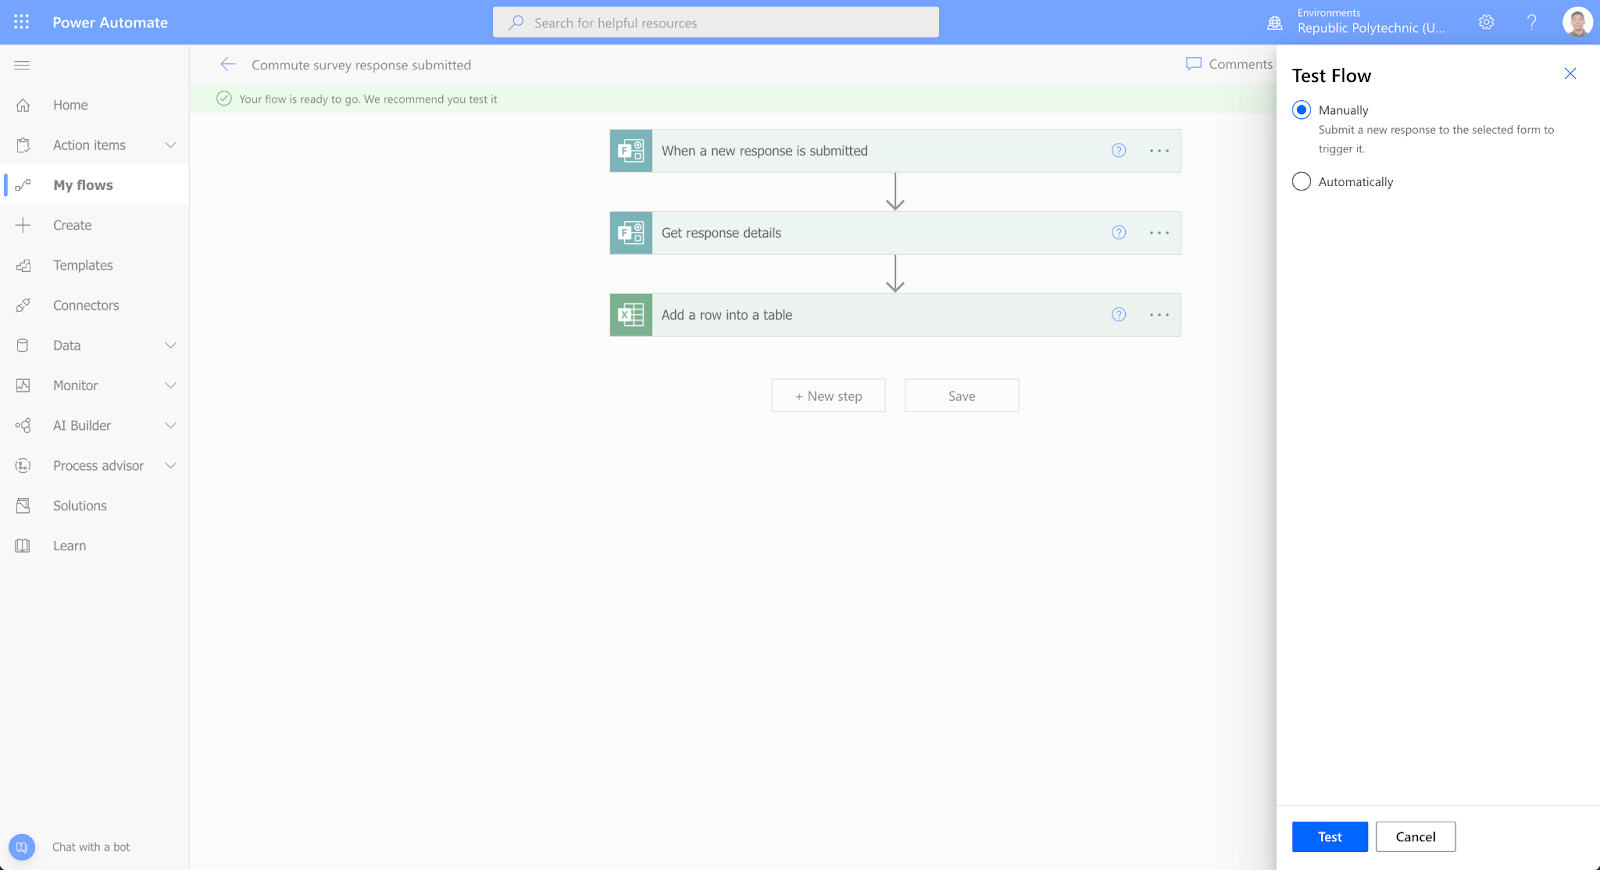 Power Automate
Search for helpful resources
Environments
Republic Polytechnic (U...
?
Home
Action items
My flows
Create
Templates
Connectors
Data
Monitor
AI Builder
Process advisor
Solutions
Learn
Chat with a bot
Commute survey response submitted
Comments
Your flow is ready to go. We recommend you test it
When a new response is submitted
Get response details
Add a row into a table
+ New step
Save
Test Flow
Manually
Submit a new response to the selected form to
trigger it.
Automatically
Test
Cancel